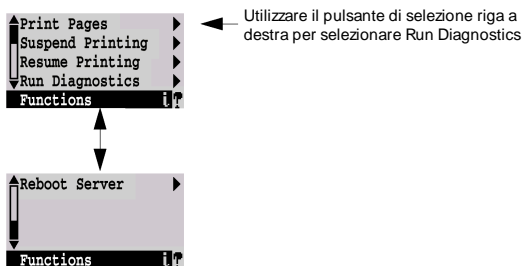 Print Pages
Suspend Printing
Resume Printing
Run Diagnostics
Functions
Utilizzare il pulsante di selezione riga a
destra per selezionare Run Diagnostics
Reboot Server
Functions